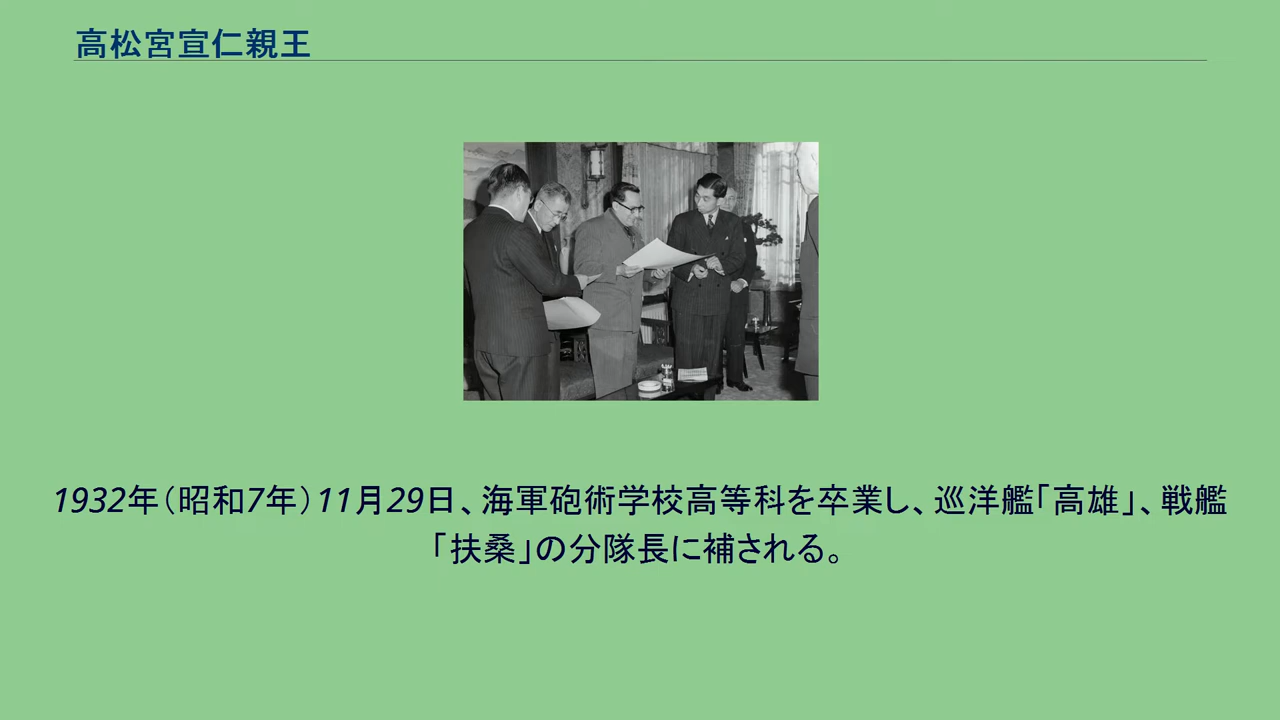 高松宮宣仁親王
1932年（昭和7年）11月29日、海軍砲術学校高等科を卒業し、巡洋艦「高雄」、戦艦
「扶桑」の分隊長に補される。